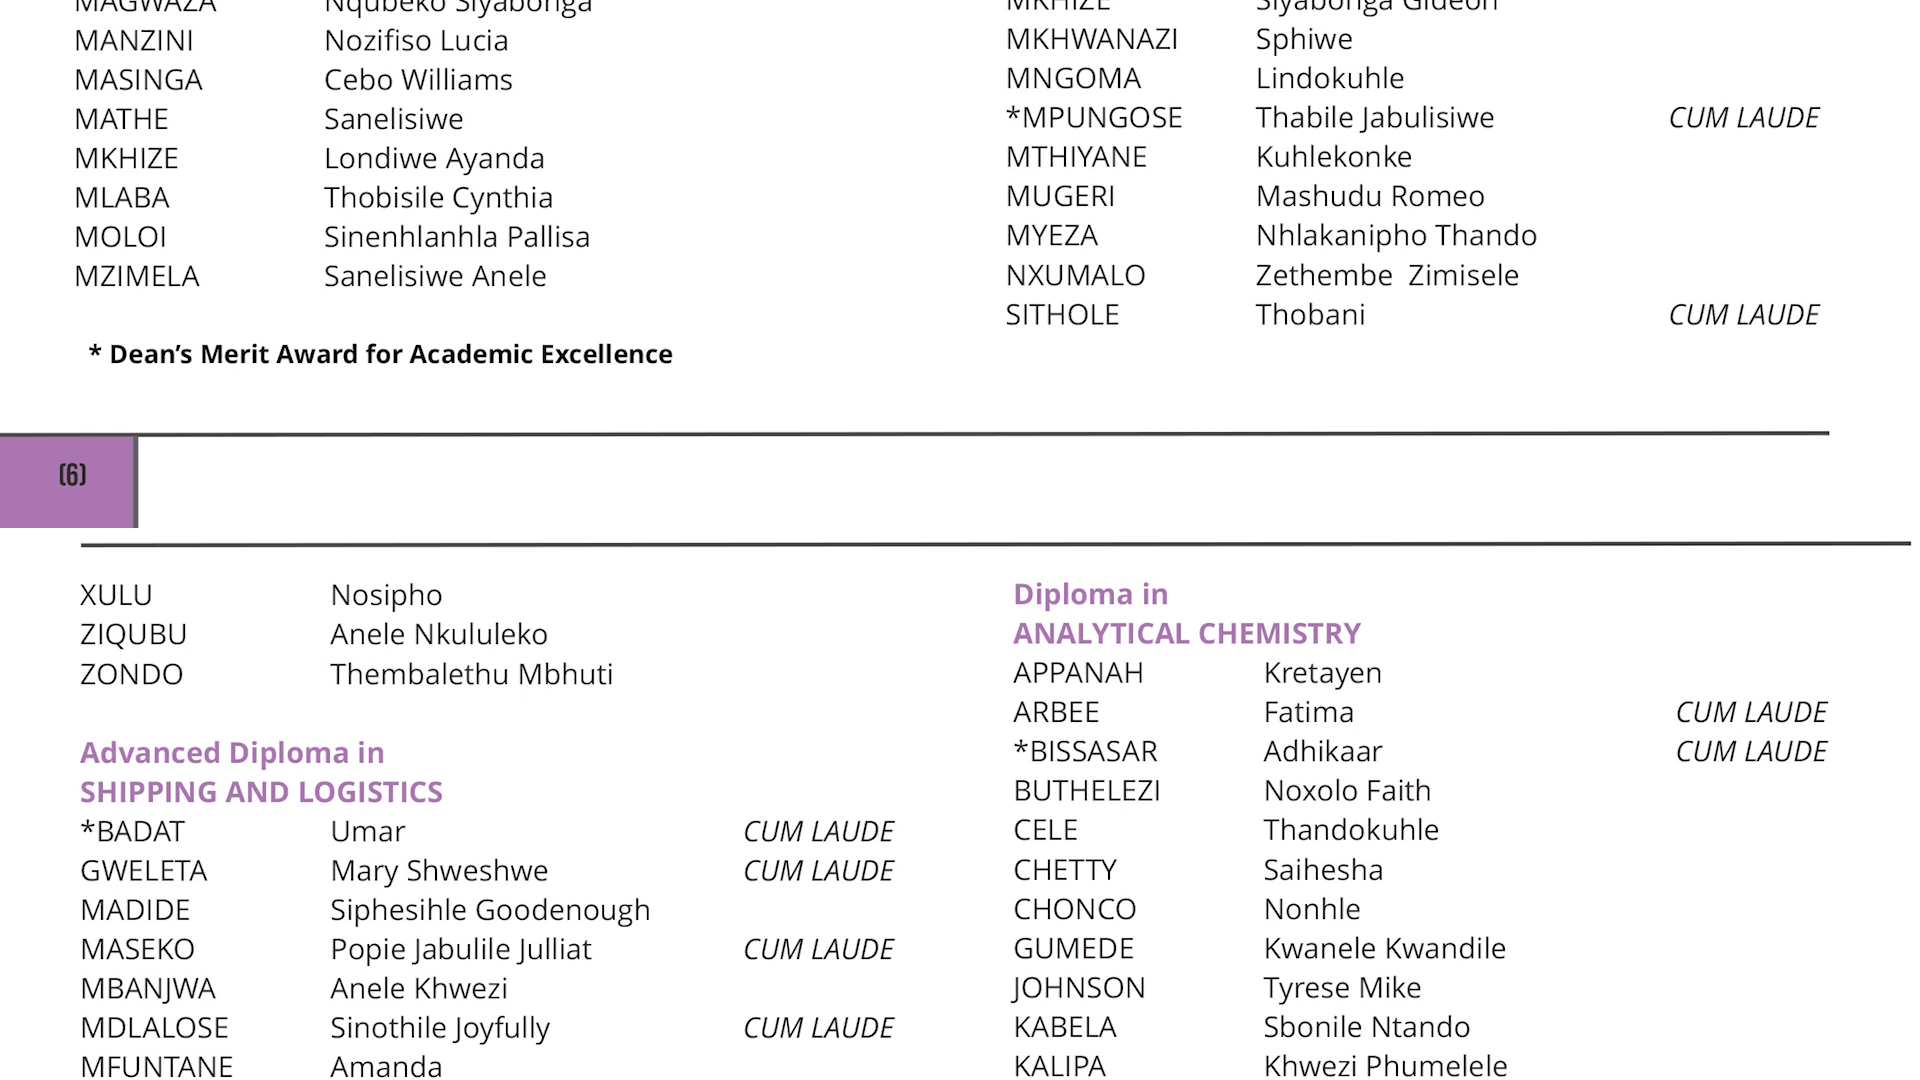 MAGWAZA Nqubeko Siyabonga
MANZINI Nozifiso Lucia
MASINGA Cebo Williams
MATHE Sanelisiwe
MKHIZE Londiwe Ayanda
MLABA Thobisile Cynthia
MOLOI Sinenhlanhla Pallisa
MZIMELA Sanelisiwe Anele
* Dean's Merit Award for Academic Excellence
MKHIZE Siyabonga Gideon
MKHWANAZI Sphiwe
MNGOMA Lindokuhle
*MPUNGOSE Thabile Jabulisiwe CUM LAUDE
MTHIYANE Kuhlekonke
MUGERI Mashudu Romeo
MYEZA Nhlakanipho Thando
NXUMALO Zethembe  Zimisele
SITHOLE Thobani CUM LAUDE
(6)
XULU Nosipho
ZIQUBU Anele Nkululeko
ZONDO Thembalethu Mbhuti
Advanced Diploma in
SHIPPING AND LOGISTICS
*BADAT Umar CUM LAUDE
GWELETA Mary Shweshwe CUM LAUDE
MADIDE Siphesihle Goodenough
MASEKO Popie Jabulile Julliat CUM LAUDE
MBANJWA Anele Khwezi
MDLALOSE Sinothile Joyfully CUM LAUDE
MFUNTANE Amanda
Diploma in
ANALYTICAL CHEMISTRY
APPANAH Kretayen
ARBEE Fatima CUM LAUDE
*BISSASAR Adhikaar CUM LAUDE
BUTHELEZI Noxolo Faith
CELE Thandokuhle
CHETTY Saihesha
CHONCO Nonhle
GUMEDE Kwanele Kwandile
JOHNSON Tyrese Mike
KABELA Sbonile Ntando
KALIPA Khwezi Phumelele